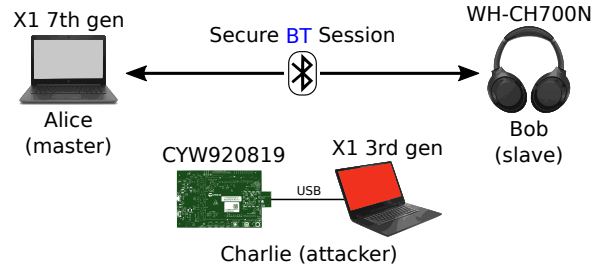 X1 7th gen
WH-CH700N
Secure BT Session
Alice
(master)
Bob
(slave)
CYW920819
X1 3rd gen
USB
Charlie (attacker)